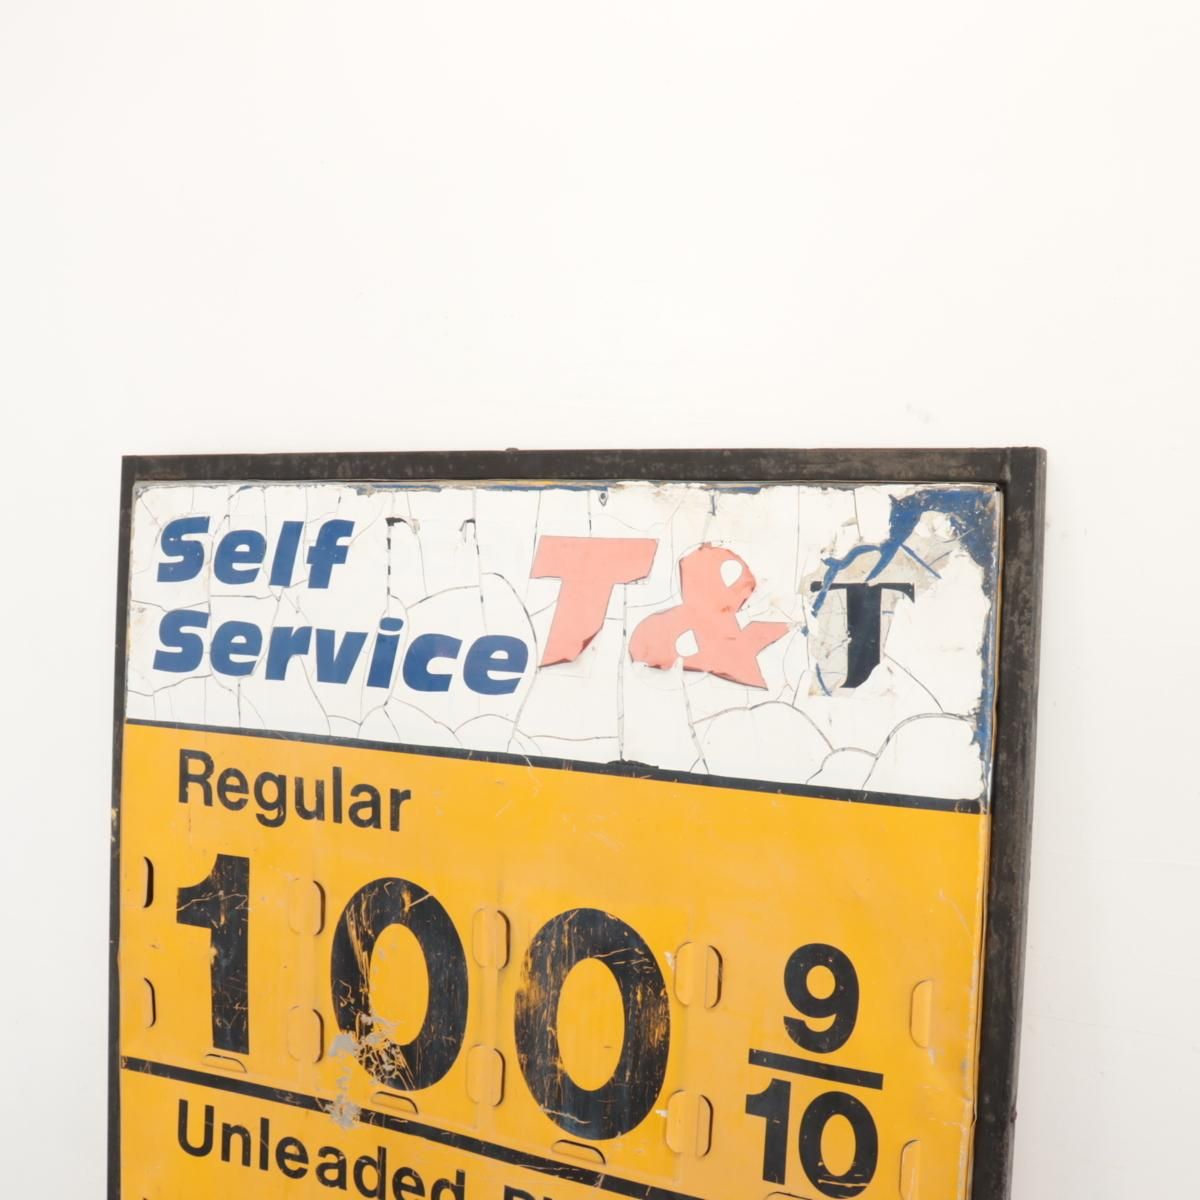 Self
Service T & T
Regular
100 9/10
Unleaded